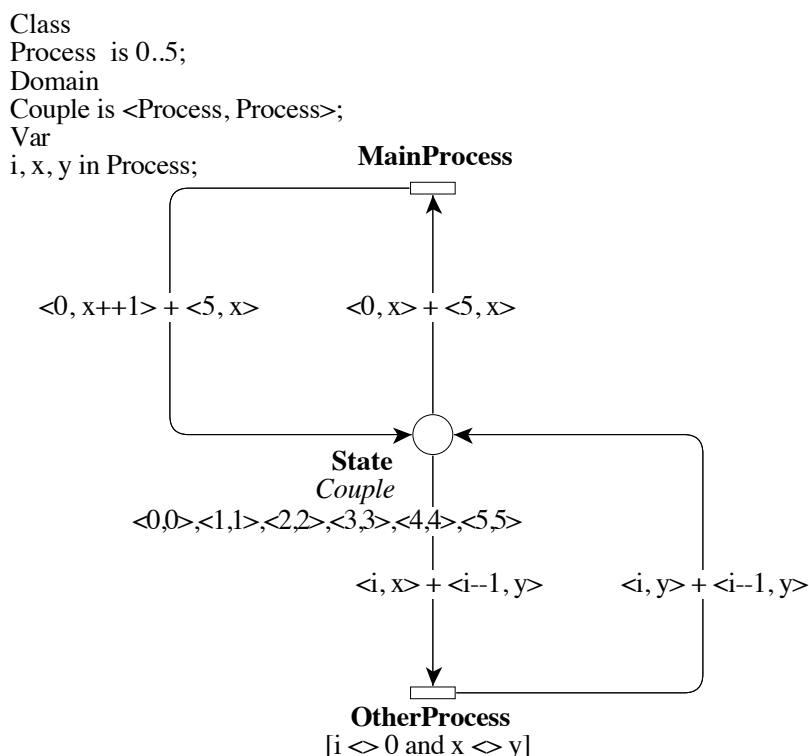 Class
Process is 0..5;
Domain
Couple is <Process, Process>;
Var
i, x, y in Process;
MainProcess
<0, x++1> + <5, x>
<0, x> + <5, x>
State
Couple
<0,0>,<1,1>,<2,2>,<3,3>,<4,4>,<5,5>
<i, x> + <i--1, y>
<i, y> + <i--1, y>
OtherProcess
[i <> 0 and x <> y]